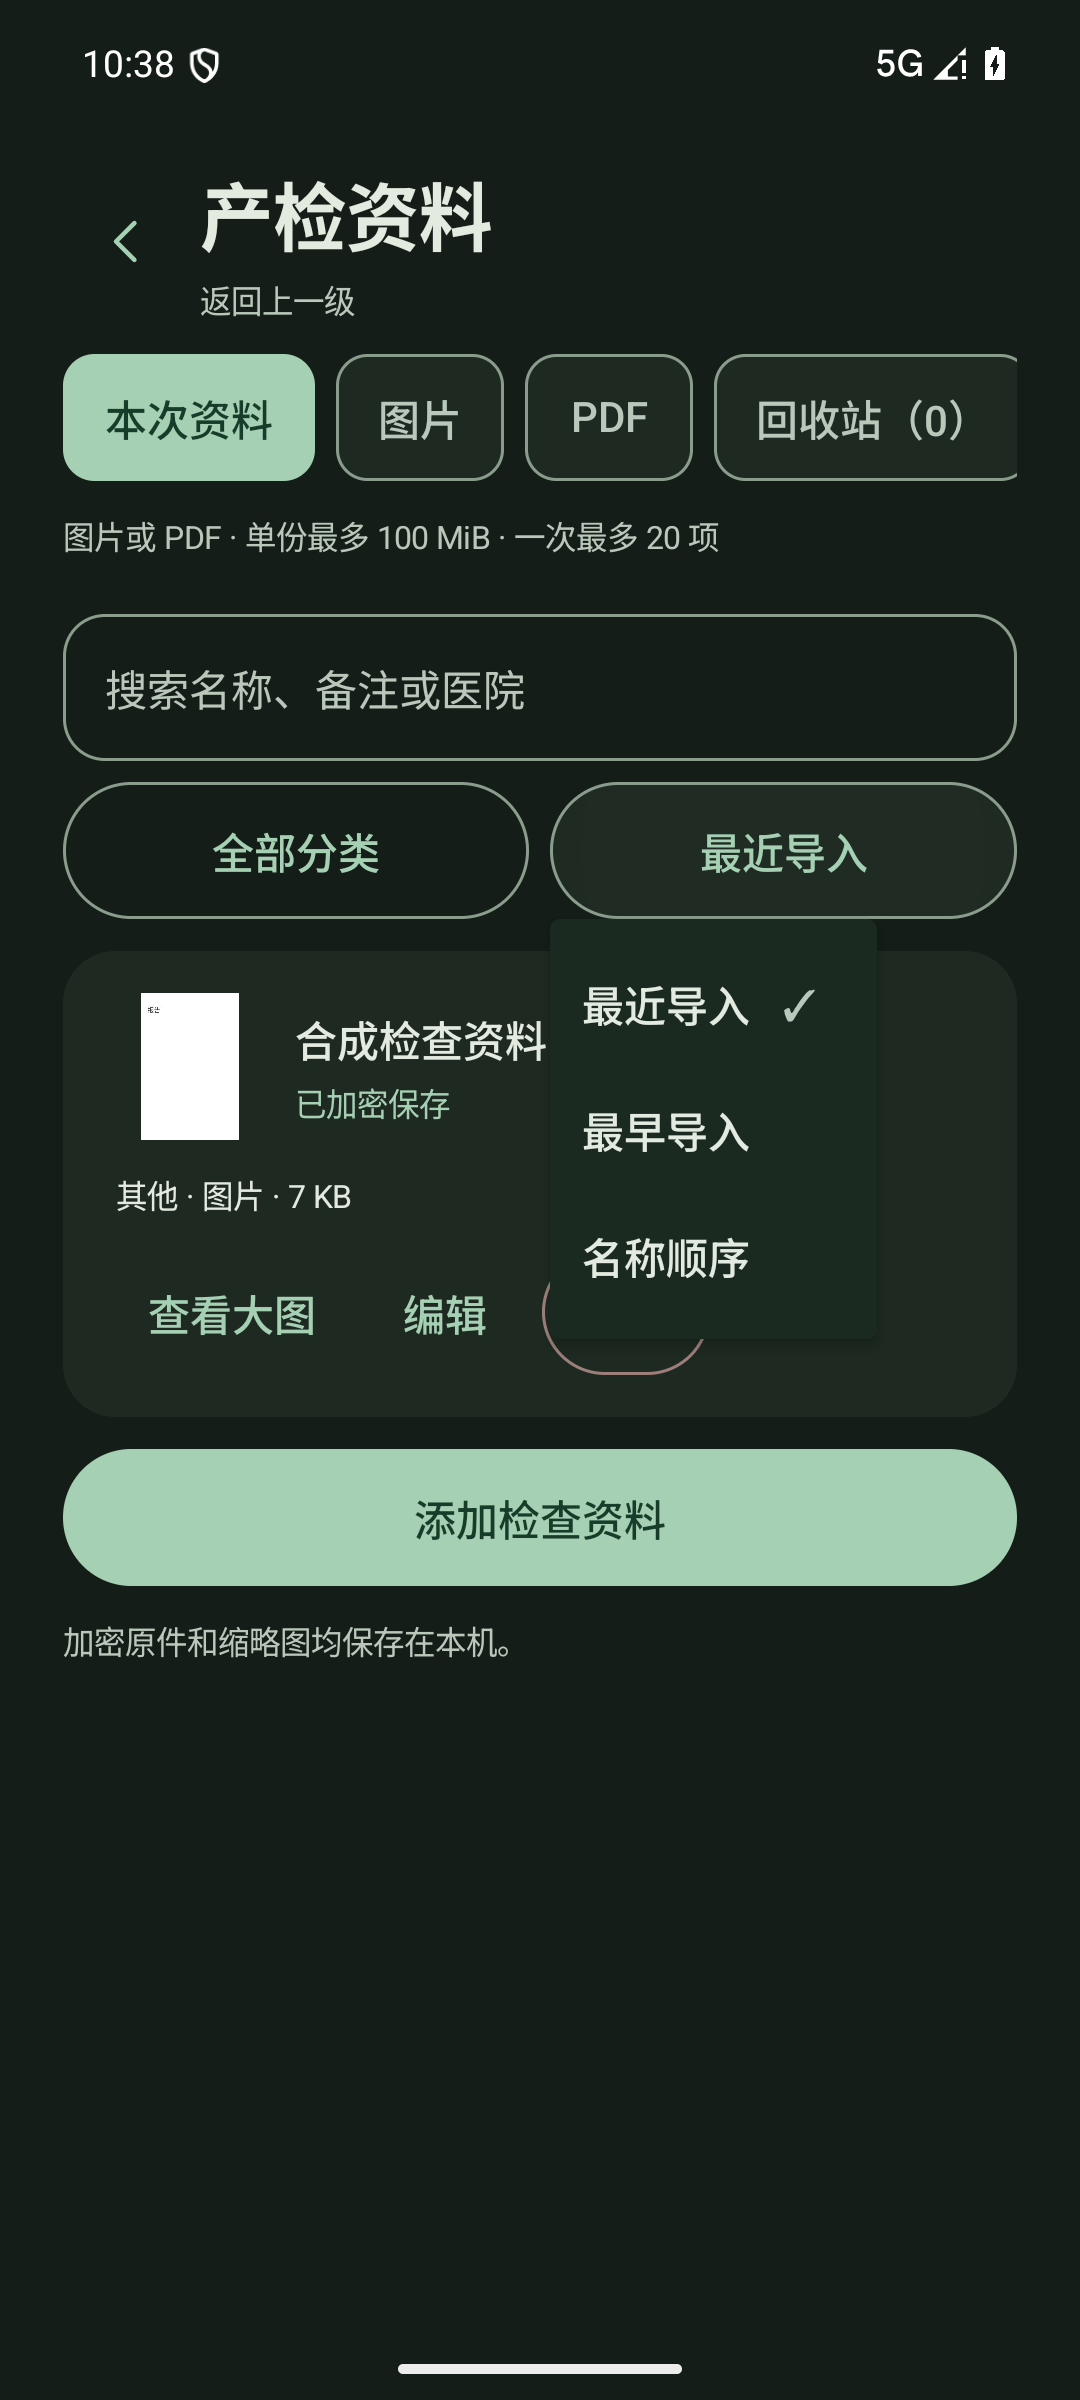 10:38
5G
产检资料
返回上一级
本次资料
图片
PDF
回收站（0）
图片或 PDF · 单份最多 100 MiB · 一次最多 20 项
搜索名称、备注或医院
全部分类
最近导入
最近导入 ✓
最早导入
名称顺序
合成检查资料
已加密保存
其他 · 图片 · 7 KB
查看大图
编辑
添加检查资料
加密原件和缩略图均保存在本机。